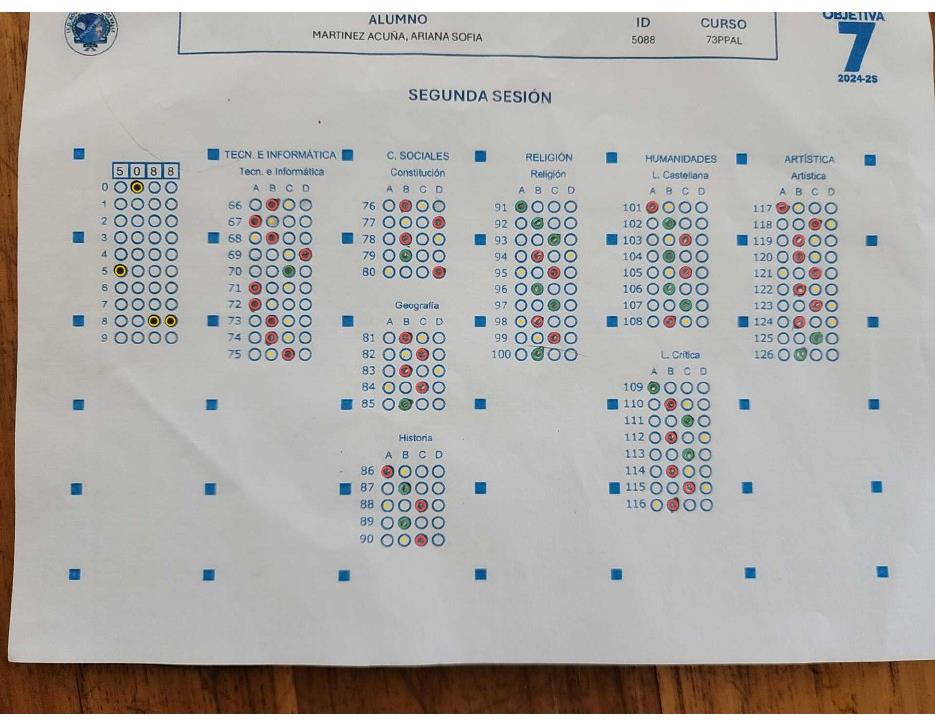 ALUMNO ID CURSO
MARTINEZ ACUÑA, ARIANA SOFIA 5088 73PPAL
OBJETIVA
7
2024-2S
SEGUNDA SESIÓN
5 0 8 8
0
1
2
3
4
5
6
7
8
9
TECN. E INFORMÁTICA
Tecn. e Informática
A B C D
66
67
68
69
70
71
72
73
74
75
C. SOCIALES
Constitución
A B C D
76
77
78
79
80
Geografía
A B C D
81
82
83
84
85
Historia
A B C D
86
87
88
89
90
RELIGIÓN
Religión
A B C D
91
92
93
94
95
96
97
98
99
100
HUMANIDADES
L. Castellana
A B C D
101
102
103
104
105
106
107
108
L. Crítica
A B C D
109
110
111
112
113
114
115
116
ARTÍSTICA
Artística
A B C D
117
118
119
120
121
122
123
124
125
126